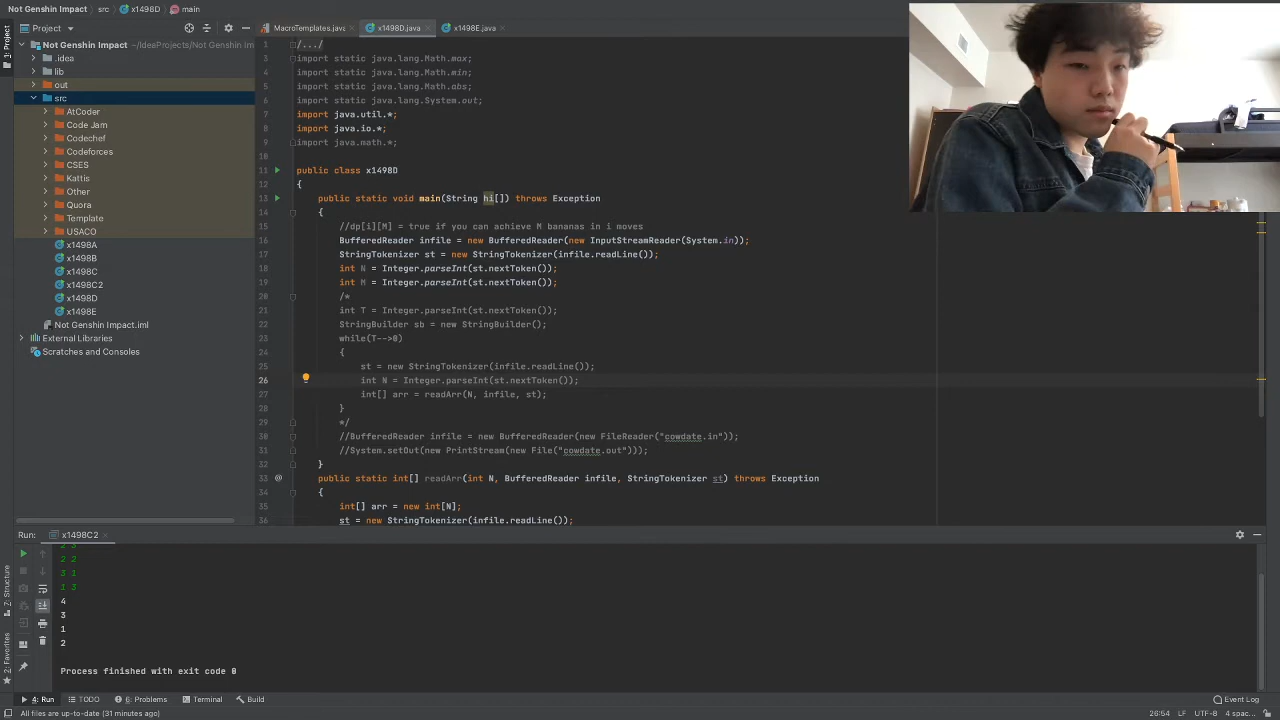 Not Genshin Impact
src
x1498D
main
Project
MacroTemplates.java
x1498D.java
x1498E.java
1: Project
Not Genshin Impact ~/IdeaProjects/Not Genshin Im
.idea
lib
out
src
AtCoder
Code Jam
Codechef
Codeforces
CSES
Kattis
Other
Quora
Template
USACO
x1498A
x1498B
x1498C
x1498C2
x1498D
x1498E
Not Genshin Impact.iml
External Libraries
Scratches and Consoles
1 /.../
3 import static java.lang.Math.max;
4 import static java.lang.Math.min;
5 import static java.lang.Math.abs;
6 import static java.lang.System.out;
7 import java.util.*;
8 import java.io.*;
9 import java.math.*;
10
11 public class x1498D
12 {
13 public static void main(String hi[]) throws Exception
14 {
15 //dp[i][M] = true if you can achieve M bananas in i moves
16 BufferedReader infile = new BufferedReader(new InputStreamReader(System.in));
17 StringTokenizer st = new StringTokenizer(infile.readLine());
18 int N = Integer.parseInt(st.nextToken());
19 int M = Integer.parseInt(st.nextToken());
20 /*
21 int T = Integer.parseInt(st.nextToken());
22 StringBuilder sb = new StringBuilder();
23 while(T-->0)
24 {
25 st = new StringTokenizer(infile.readLine());
26 int N = Integer.parseInt(st.nextToken());
27 int[] arr = readArr(N, infile, st);
28 }
29 */
30 //BufferedReader infile = new BufferedReader(new FileReader("cowdate.in"));
31 //System.setOut(new PrintStream(new File("cowdate.out")));
32 }
33 @ public static int[] readArr(int N, BufferedReader infile, StringTokenizer st) throws Exception
34 {
35 int[] arr = new int[N];
36 st = new StringTokenizer(infile.readLine());
Run: x1498C2
2 2
3 1
1 3
4
3
1
2
Process finished with exit code 0
7: Structure
2: Favorites
4: Run
TODO
6: Problems
Terminal
Build
Event Log
All files are up-to-date (31 minutes ago)
26:54 LF UTF-8 4 spac...